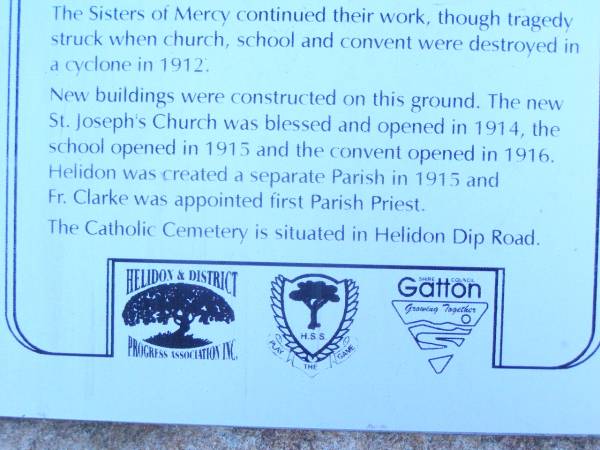 The Sisters of Mercy continued their work, though tragedy
struck when church, school and convent were destroyed in
a cyclone in 1912.
New buildings were constructed on this ground. The new
St. Joseph's Church was blessed and opened in 1914, the
school opened in 1915 and the convent opened in 1916.
Helidon was created a separate Parish in 1915 and
Fr. Clarke was appointed first Parish Priest.
The Catholic Cemetery is situated in Helidon Dip Road.
HELIDON & DISTRICT
PROGRESS ASSOCIATION INC.
H.S.S.
PLAY THE GAME
SHIRE COUNCIL
Gatton
Growing Together